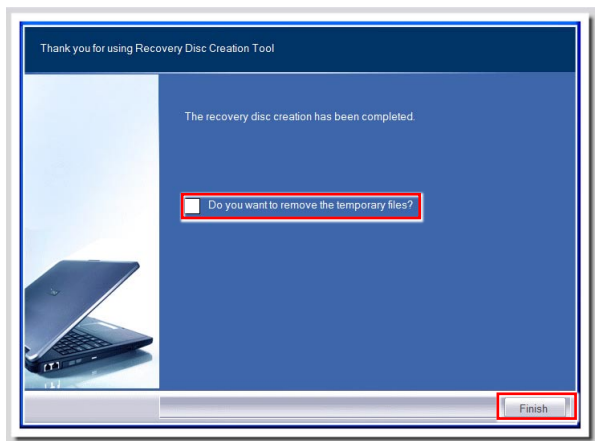 Thank you for using Recovery Disc Creation Tool
The recovery disc creation has been completed.
Do you want to remove the temporary files?
Finish